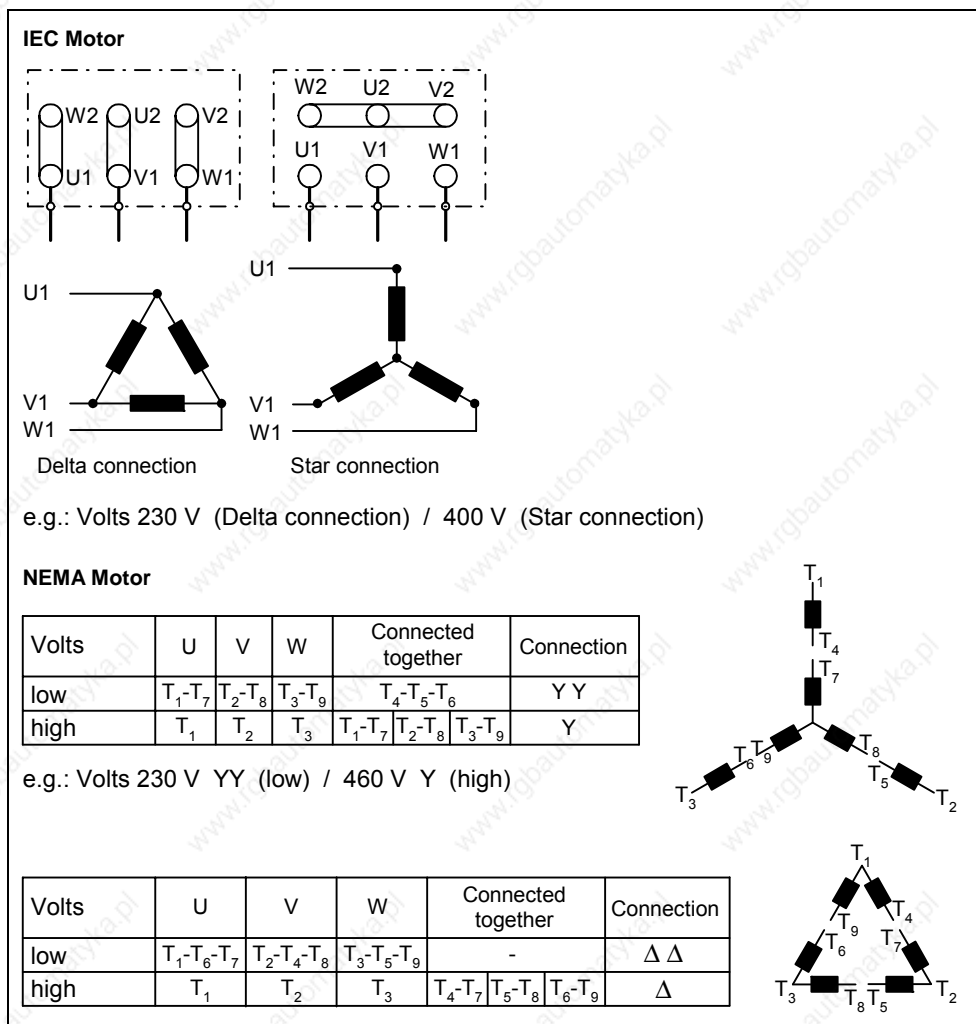 IEC Motor
W2 U2 V2
U1 V1 W1
W2 U2 V2
U1 V1 W1
U1
V1
W1
Delta connection
U1
V1
W1
Star connection
e.g.: Volts 230 V (Delta connection) / 400 V (Star connection)
NEMA Motor
Volts U V W Connected together Connection
low T1-T7 T2-T8 T3-T9 T4-T5-T6 Y Y
high T1 T2 T3 T1-T7 T2-T8 T3-T9 Y
e.g.: Volts 230 V YY (low) / 460 V Y (high)
T1
T4
T7
T6 T9 T8
T5
T3 T2
Volts U V W Connected together Connection
low T1-T6-T7 T2-T4-T8 T3-T5-T9 - Δ Δ
high T1 T2 T3 T4-T7 T5-T8 T6-T9 Δ
T1
T9 T4
T6 T7
T3 T8 T5 T2
www.rgbautomatyka.pl